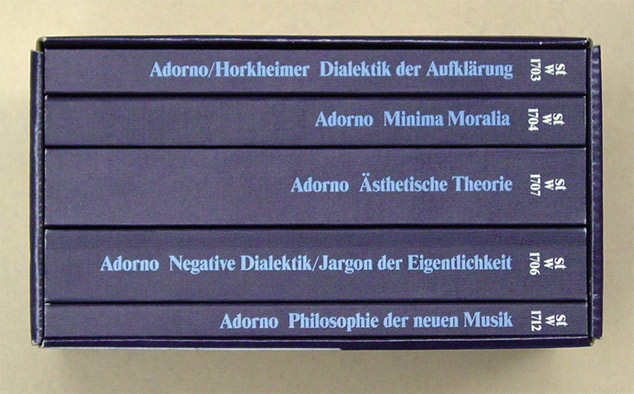 Adorno/Horkheimer Dialektik der Aufklärung stw 1703
Adorno Minima Moralia stw 1704
Adorno Ästhetische Theorie stw 1707
Adorno Negative Dialektik/Jargon der Eigentlichkeit stw 1706
Adorno Philosophie der neuen Musik stw 1712